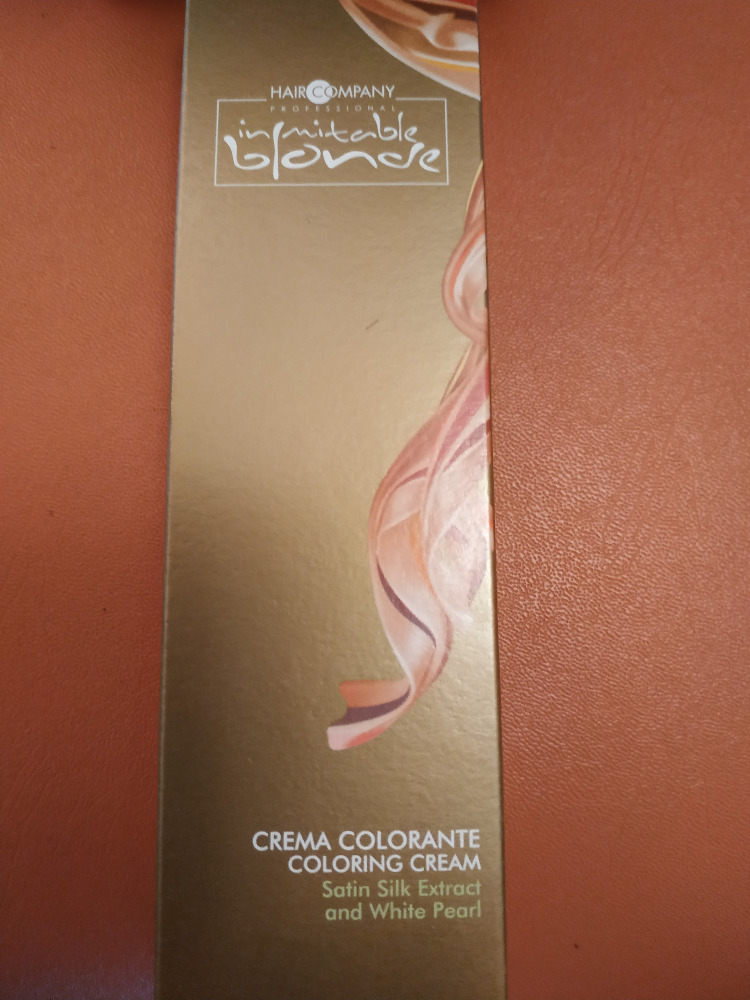 HAIR COMPANY
PROFESSIONAL
inimitable
blonde
CREMA COLORANTE
COLORING CREAM
Satin Silk Extract
and White Pearl